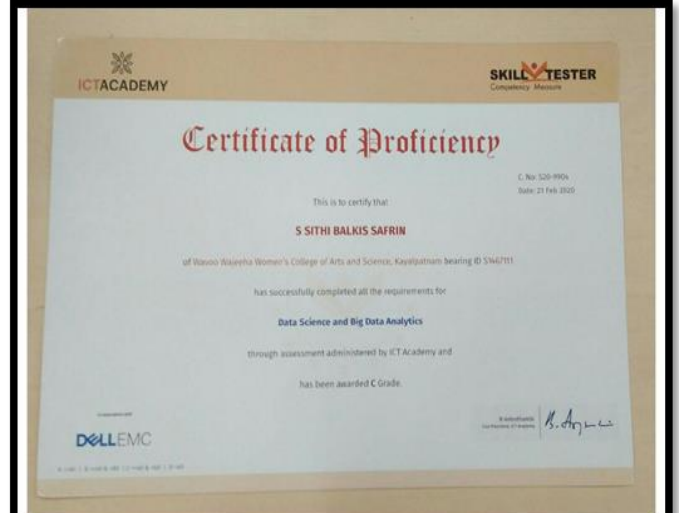 ICTACADEMY
SKILL TESTER
Competency Measure
Certificate of Proficiency
C. No: S20-9904
Date: 21 Feb 2020
This is to certify that
S SITHI BALKIS SAFRIN
of Wavoo Wajeeha Women's College of Arts and Science, Kayalpatnam bearing ID S1467111
has successfully completed all the requirements for
Data Science and Big Data Analytics
through assessment administered by ICT Academy and
has been awarded C Grade.
DELLEMC